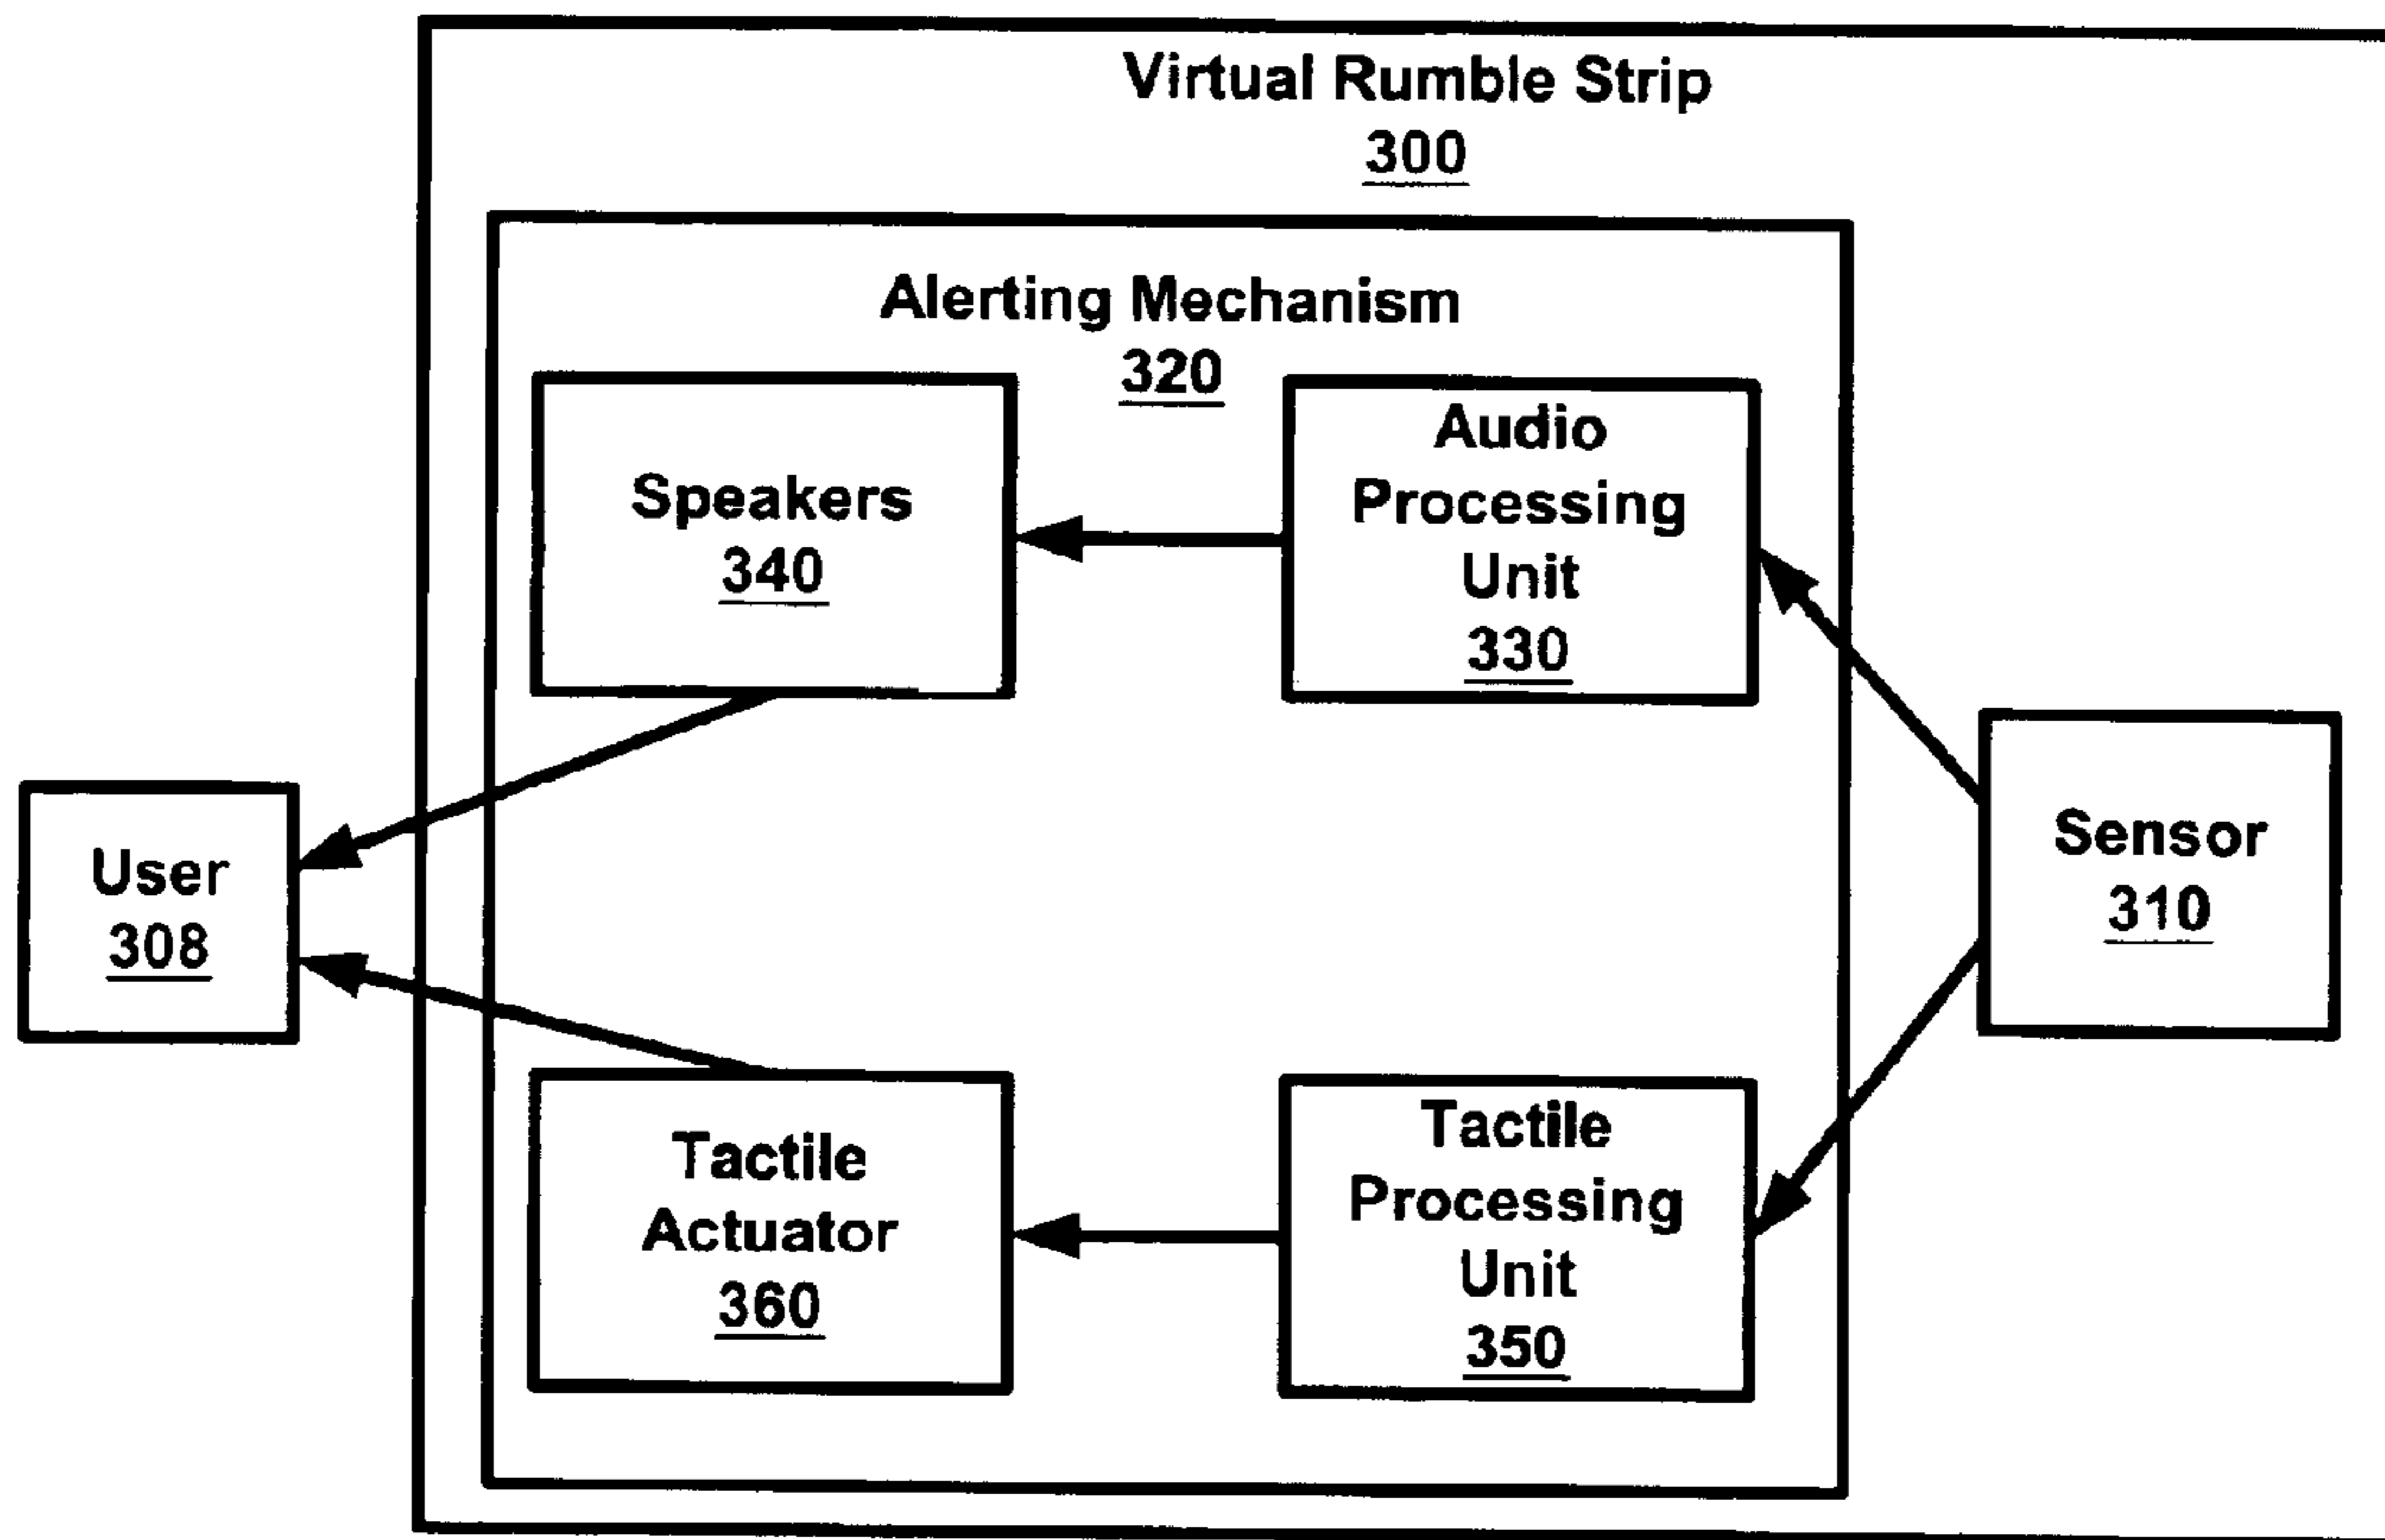 Virtual Rumble Strip
300
Alerting Mechanism
320
Speakers
340
Audio
Processing
Unit
330
User
308
Sensor
310
Tactile
Actuator
360
Tactile
Processing
Unit
350